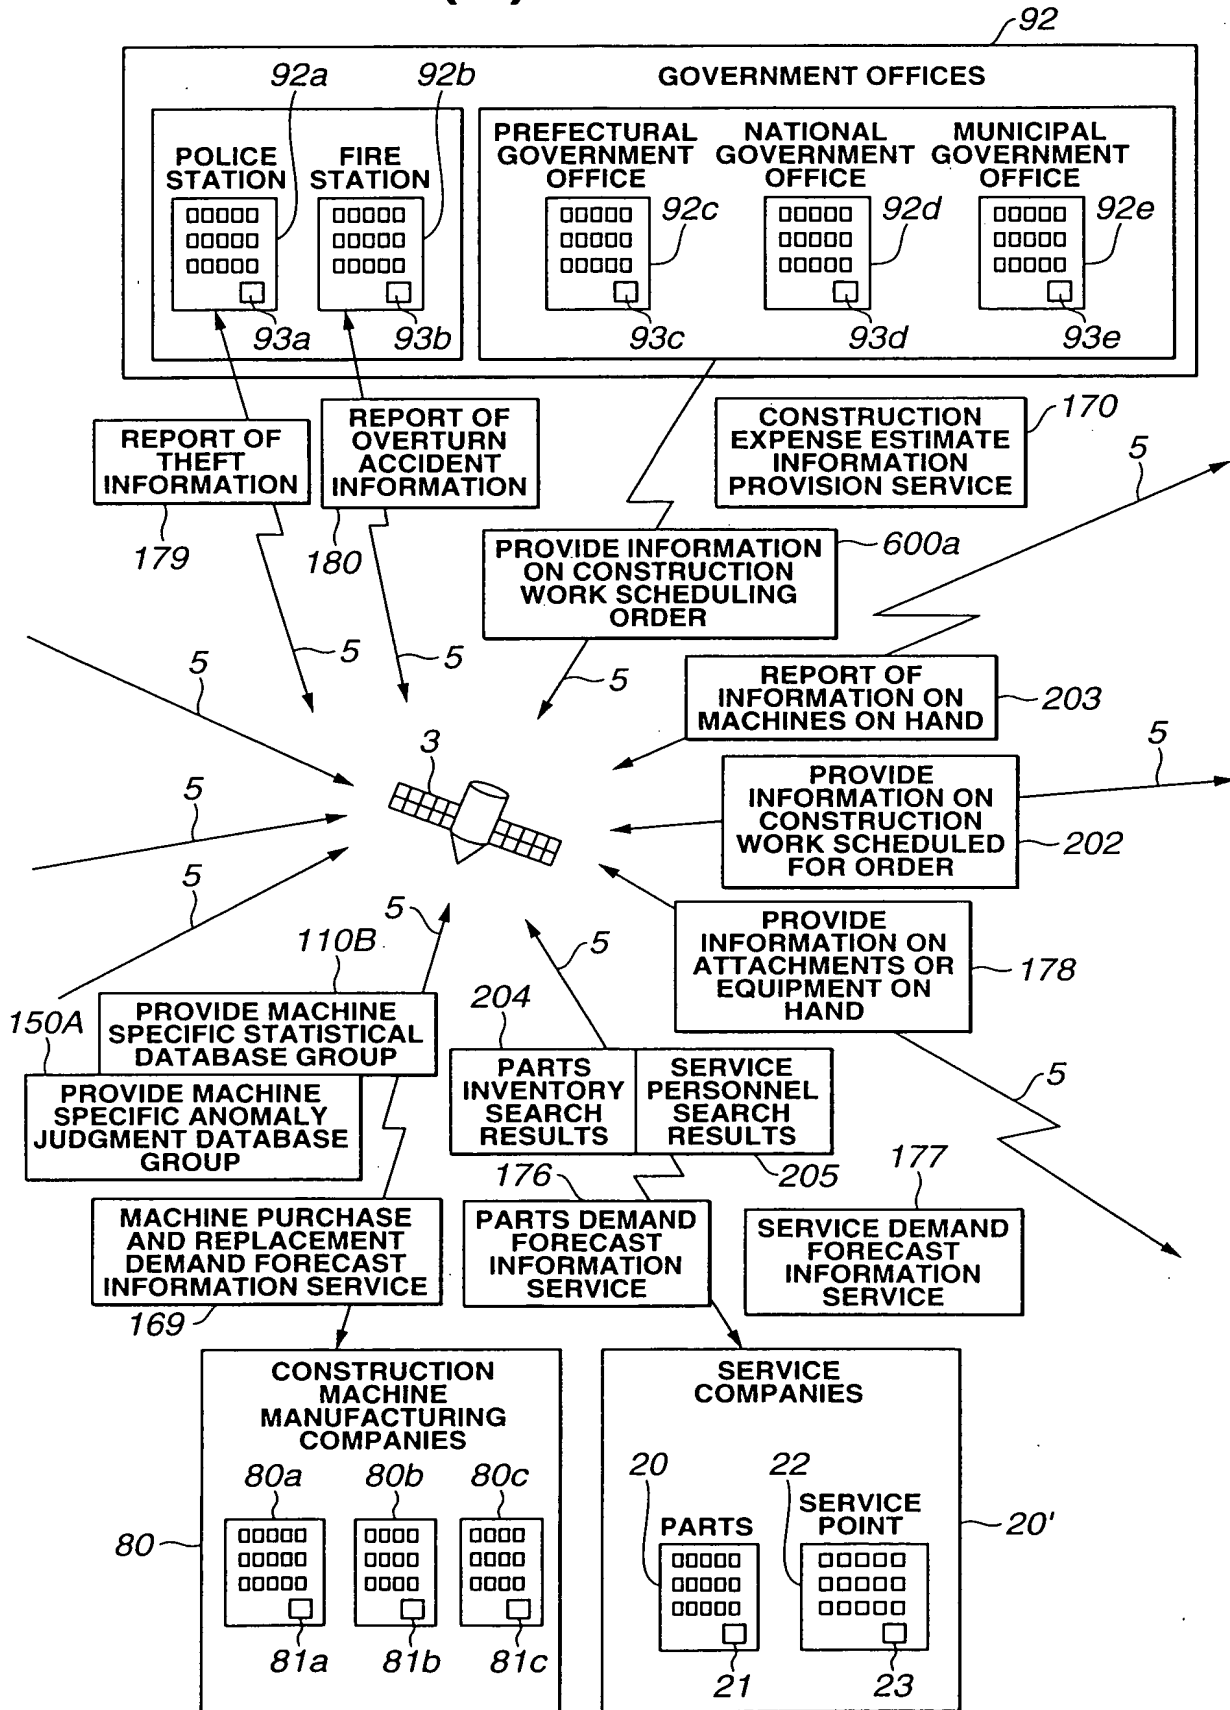 92
92a
92b
GOVERNMENT OFFICES
POLICE
STATION
FIRE
STATION
PREFECTURAL
GOVERNMENT
OFFICE
NATIONAL
GOVERNMENT
OFFICE
MUNICIPAL
GOVERNMENT
OFFICE
92c
92d
92e
93a
93b
93c
93d
93e
REPORT OF
THEFT
INFORMATION
179
REPORT OF
OVERTURN
ACCIDENT
INFORMATION
180
CONSTRUCTION
EXPENSE ESTIMATE
INFORMATION
PROVISION SERVICE
170
5
PROVIDE INFORMATION
ON CONSTRUCTION
WORK SCHEDULING
ORDER
600a
5
5
5
5
REPORT OF
INFORMATION ON
MACHINES ON HAND
203
3
5
PROVIDE
INFORMATION ON
CONSTRUCTION
WORK SCHEDULED
FOR ORDER
202
5
5
5
5
PROVIDE
INFORMATION ON
ATTACHMENTS OR
EQUIPMENT ON
HAND
178
110B
PROVIDE MACHINE
SPECIFIC STATISTICAL
DATABASE GROUP
150A
PROVIDE MACHINE
SPECIFIC ANOMALY
JUDGMENT DATABASE
GROUP
204
PARTS
INVENTORY
SEARCH
RESULTS
SERVICE
PERSONNEL
SEARCH
RESULTS
205
5
MACHINE PURCHASE
AND REPLACEMENT
DEMAND FORECAST
INFORMATION SERVICE
169
176
PARTS DEMAND
FORECAST
INFORMATION
SERVICE
177
SERVICE DEMAND
FORECAST
INFORMATION
SERVICE
CONSTRUCTION
MACHINE
MANUFACTURING
COMPANIES
80a
80b
80c
80
81a
81b
81c
SERVICE
COMPANIES
20
22
PARTS
SERVICE
POINT
20'
21
23